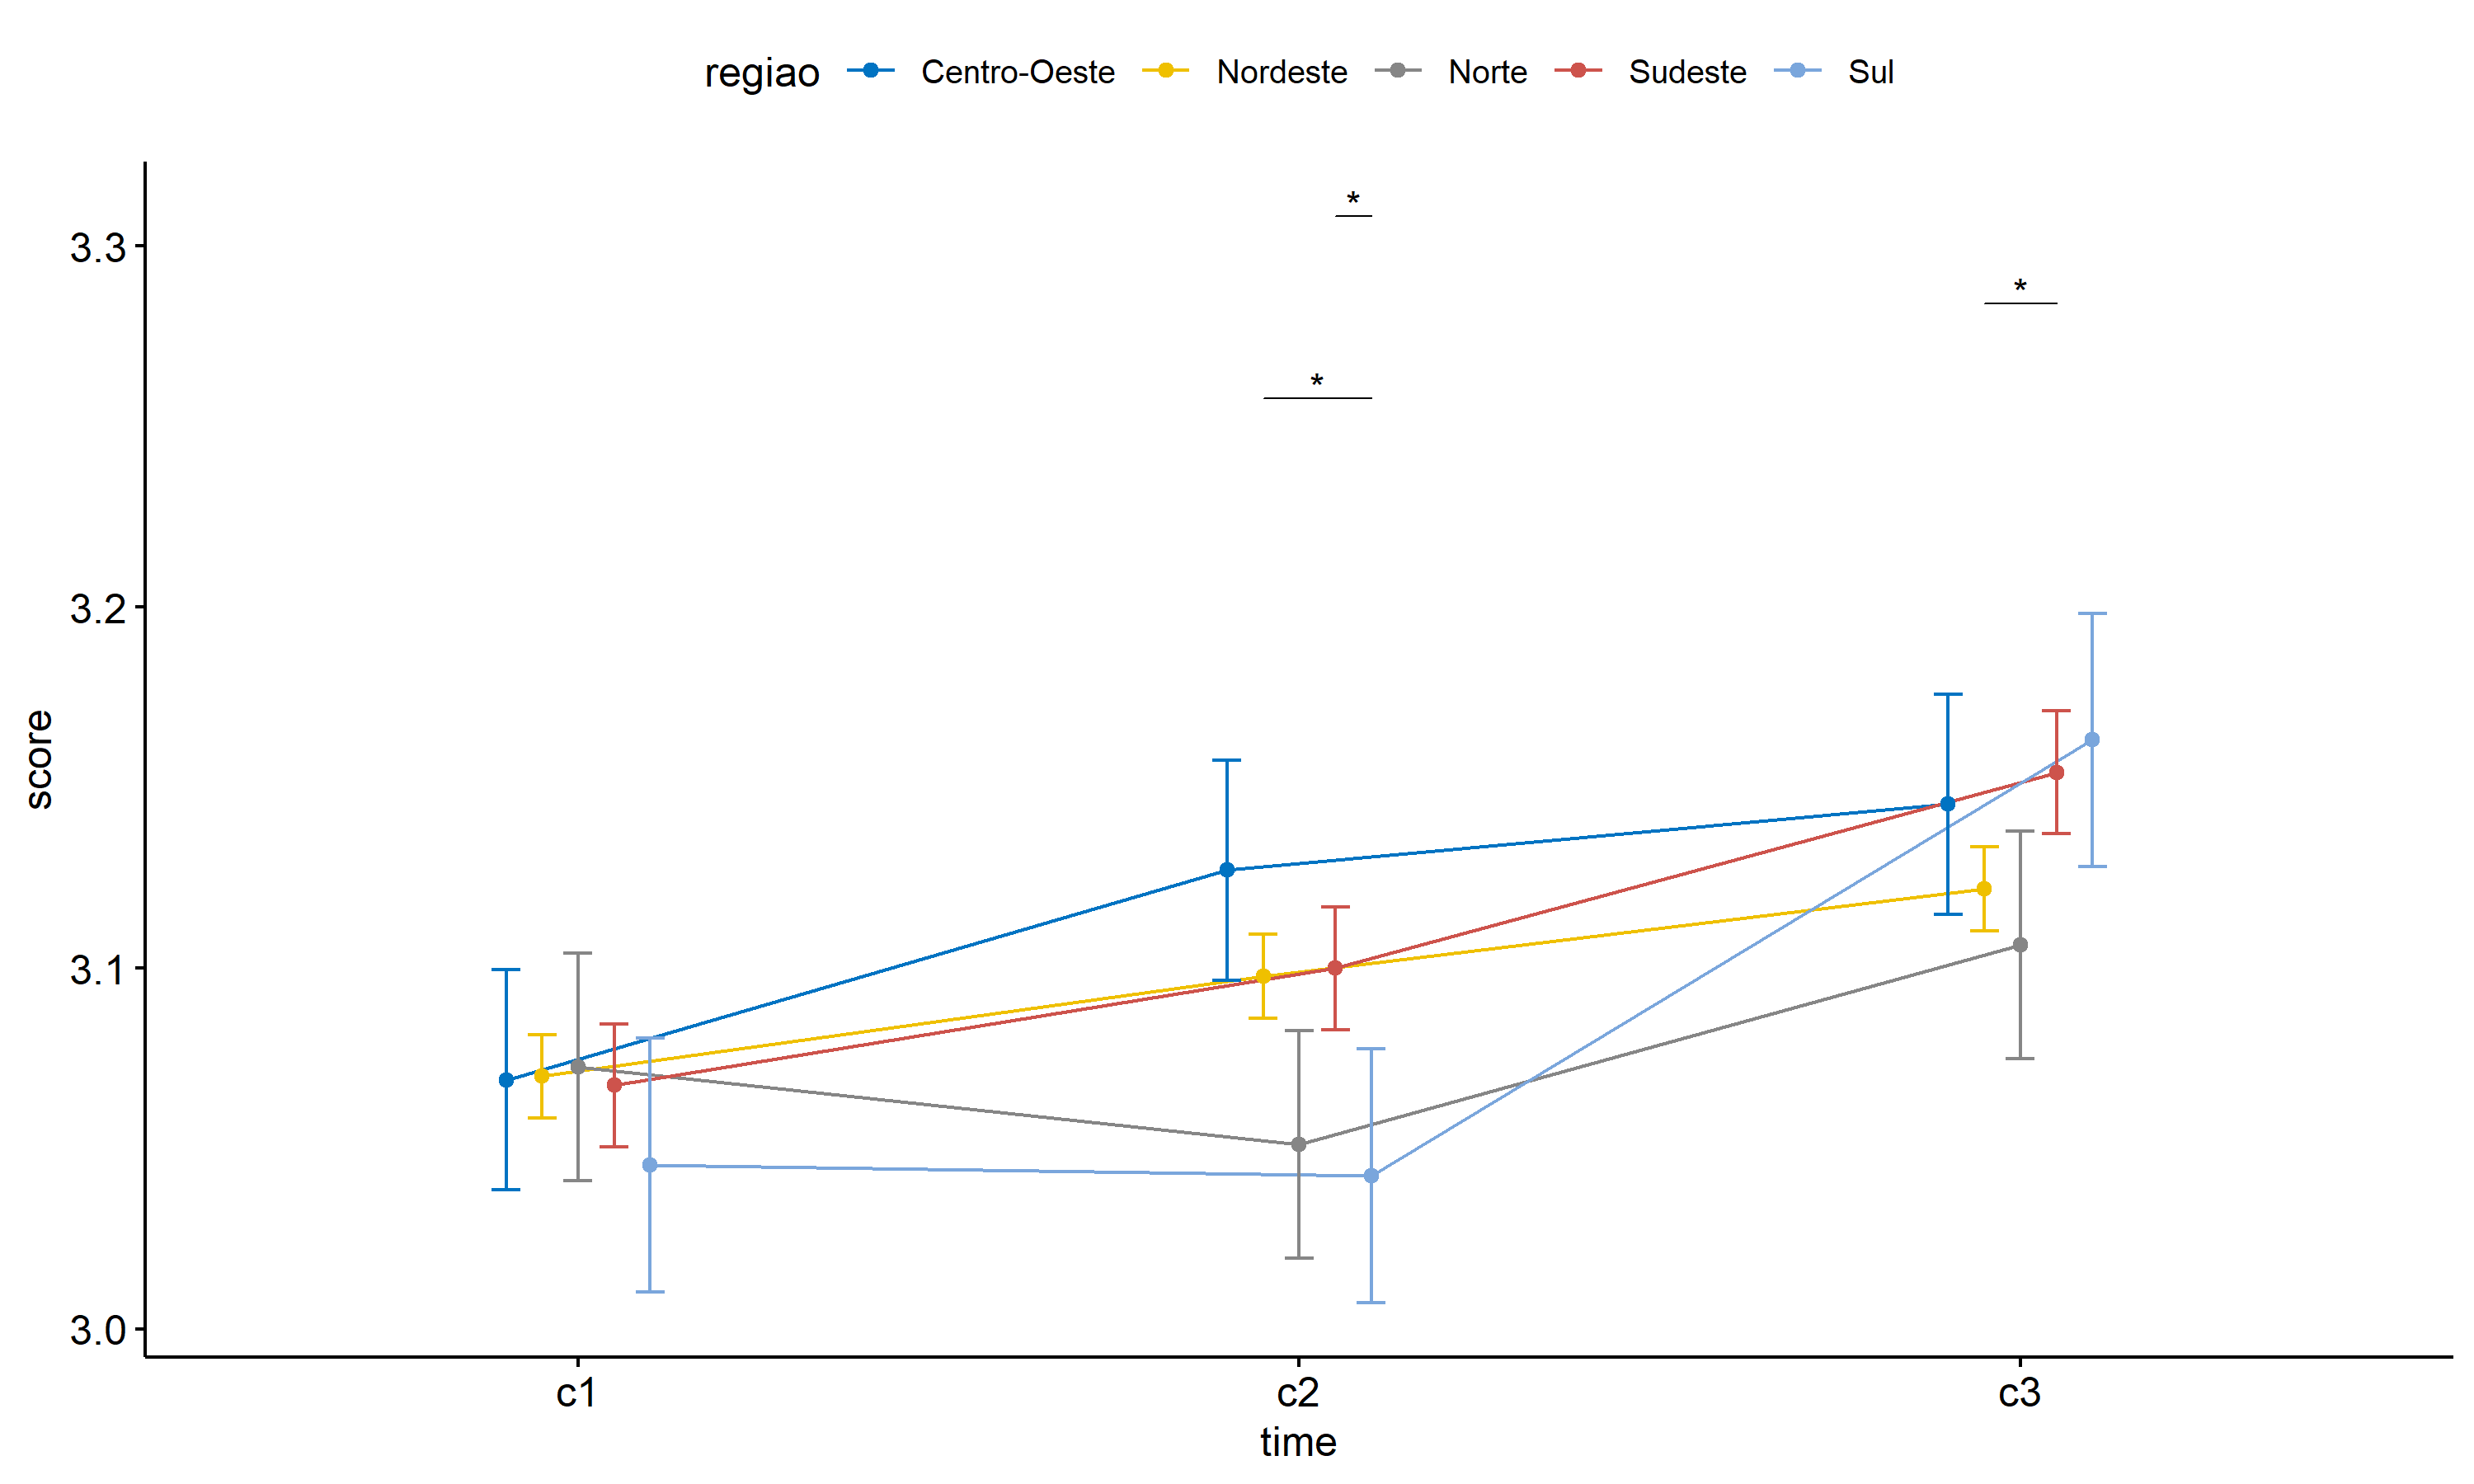 regiao Centro-Oeste Nordeste Norte Sudeste Sul
*
3.3
*
*
3.2
score
3.1
3.0
c1 c2 c3
time